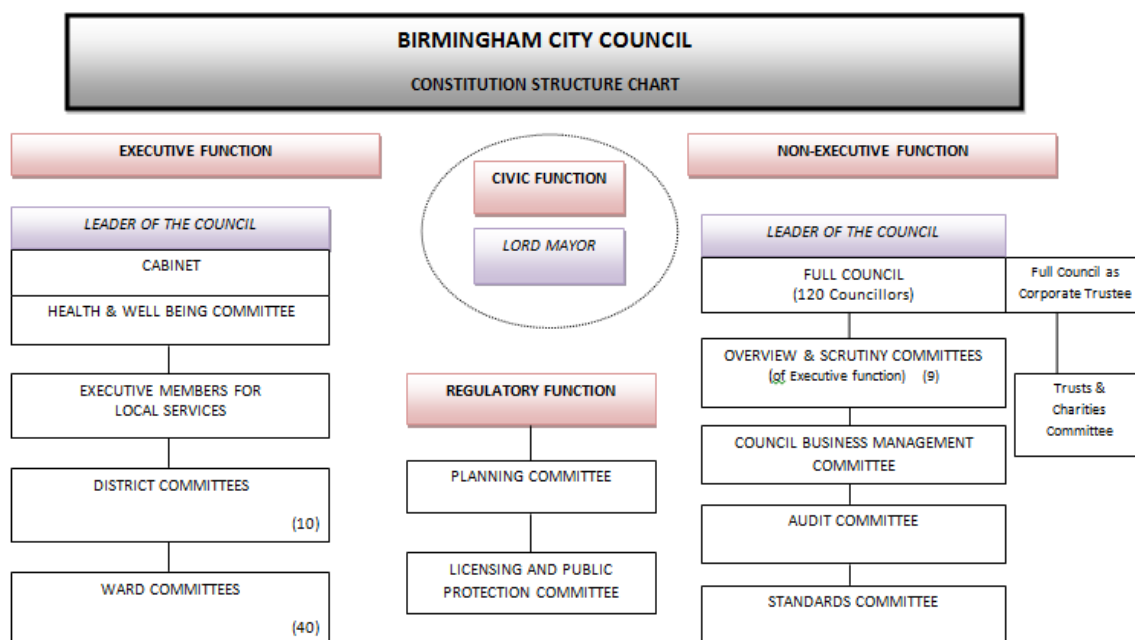 BIRMINGHAM CITY COUNCIL
CONSTITUTION STRUCTURE CHART
EXECUTIVE FUNCTION
LEADER OF THE COUNCIL
CABINET
HEALTH & WELL BEING COMMITTEE
EXECUTIVE MEMBERS FOR
LOCAL SERVICES
DISTRICT COMMITTEES
(10)
WARD COMMITTEES
(40)
CIVIC FUNCTION
LORD MAYOR
REGULATORY FUNCTION
PLANNING COMMITTEE
LICENSING AND PUBLIC
PROTECTION COMMITTEE
NON-EXECUTIVE FUNCTION
LEADER OF THE COUNCIL
FULL COUNCIL
(120 Councillors)
Full Council as
Corporate Trustee
OVERVIEW & SCRUTINY COMMITTEES
(of Executive function) (9)
Trusts &
Charities
Committee
COUNCIL BUSINESS MANAGEMENT
COMMITTEE
AUDIT COMMITTEE
STANDARDS COMMITTEE